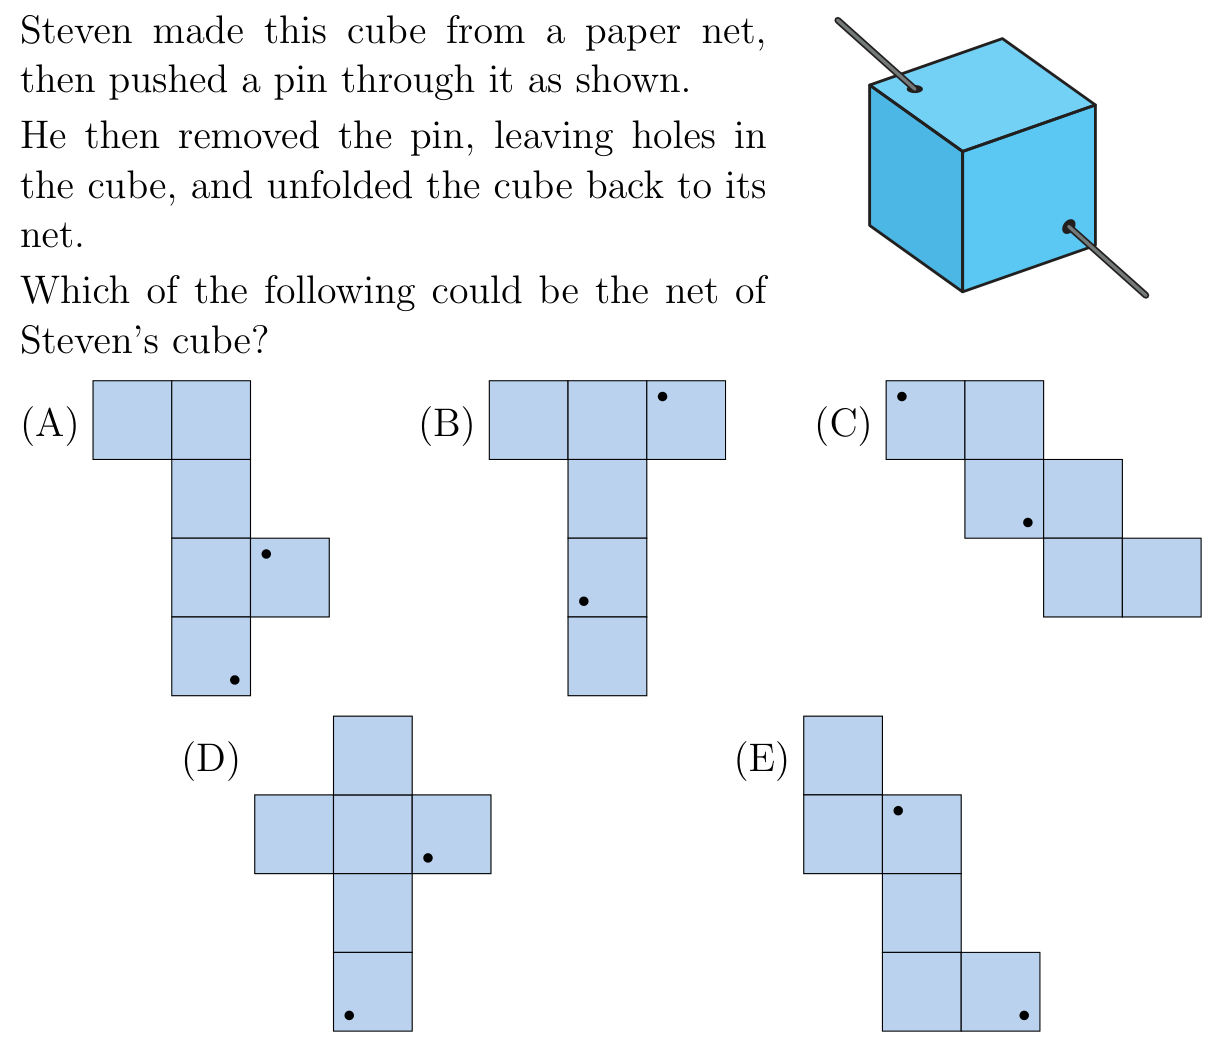 Steven made this cube from a paper net,
then pushed a pin through it as shown.
He then removed the pin, leaving holes in
the cube, and unfolded the cube back to its
net.
Which of the following could be the net of
Steven's cube?
(A)
(B)
(C)
(D)
(E)